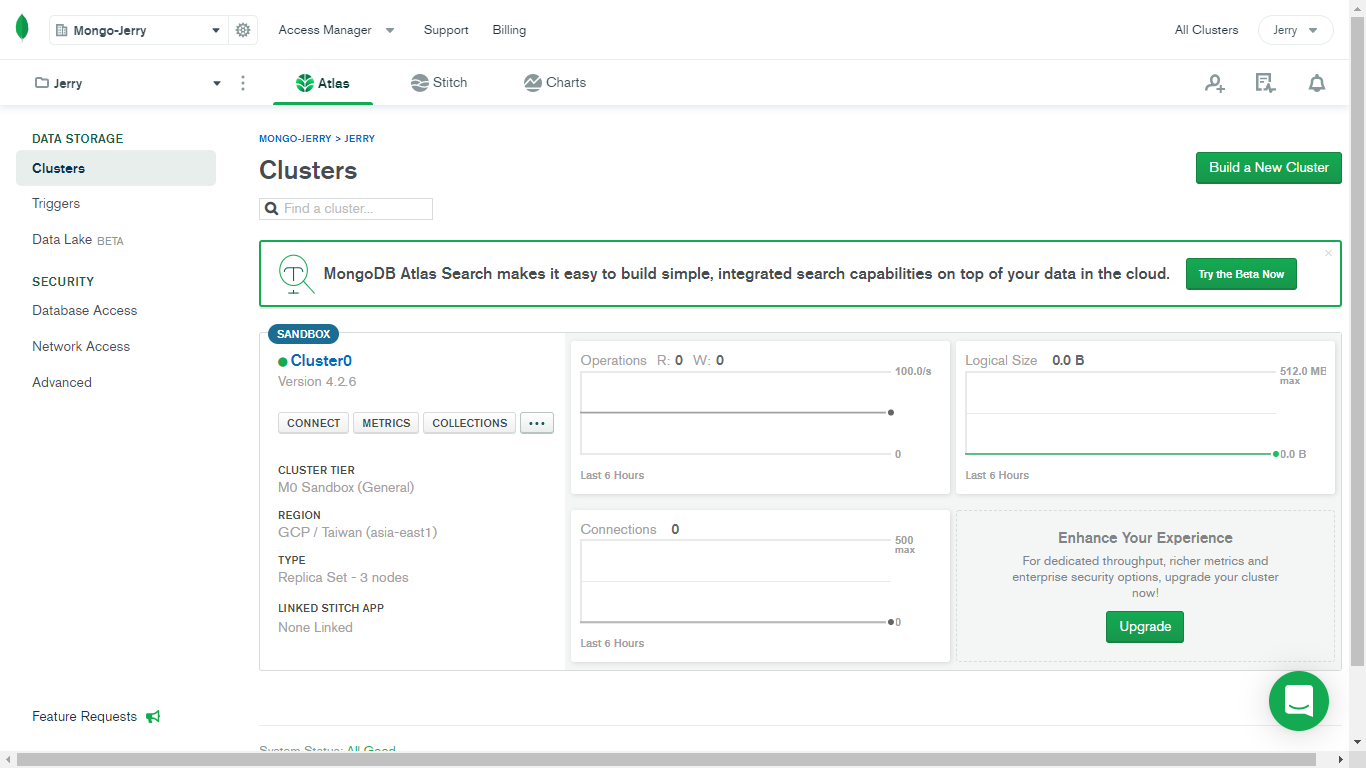 Mongo-Jerry
Access Manager
Support
Billing
All Clusters
Jerry
Jerry
Atlas
Stitch
Charts
DATA STORAGE
Clusters
Triggers
Data Lake BETA
SECURITY
Database Access
Network Access
Advanced
Feature Requests
MONGO-JERRY > JERRY
Clusters
Build a New Cluster
Find a cluster...
MongoDB Atlas Search makes it easy to build simple, integrated search capabilities on top of your data in the cloud.
Try the Beta Now
SANDBOX
Cluster0
Version 4.2.6
CONNECT
METRICS
COLLECTIONS
CLUSTER TIER
M0 Sandbox (General)
REGION
GCP / Taiwan (asia-east1)
TYPE
Replica Set - 3 nodes
LINKED STITCH APP
None Linked
Operations R: 0 W: 0
100.0/s
0
Last 6 Hours
Logical Size 0.0 B
512.0 MB
max
0.0 B
Last 6 Hours
Connections 0
500
max
0
Last 6 Hours
Enhance Your Experience
For dedicated throughput, richer metrics and
enterprise security options, upgrade your cluster
now!
Upgrade
System Status: All Good